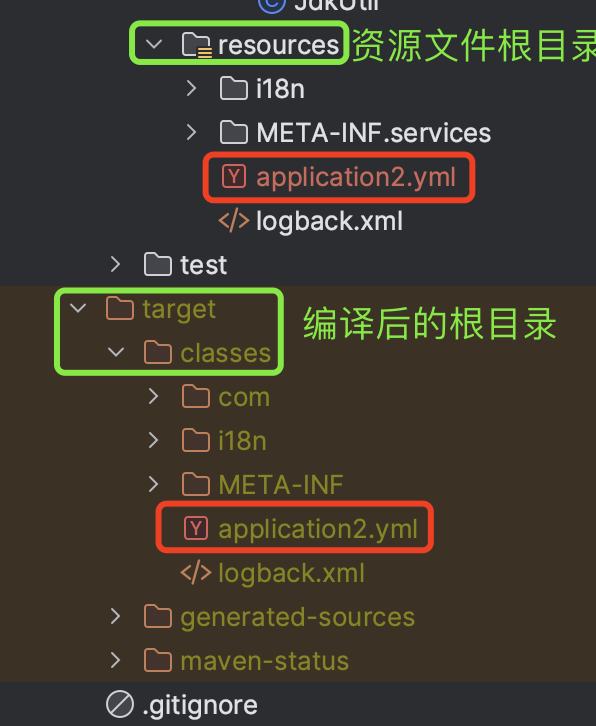 JdkUtil
resources 资源文件根目录
i18n
META-INF.services
application2.yml
logback.xml
test
target
编译后的根目录
classes
com
i18n
META-INF
application2.yml
logback.xml
generated-sources
maven-status
.gitignore